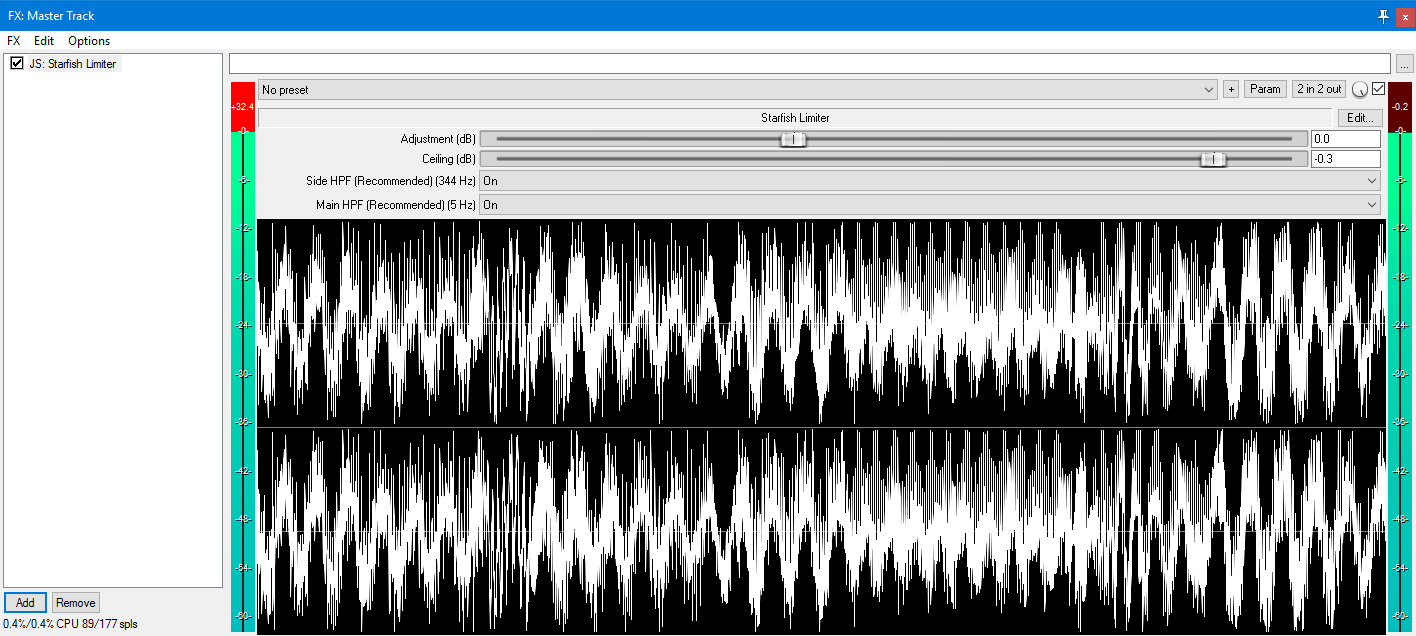 FX: Master Track
x
FX Edit Options
JS: Starfish Limiter
...
No preset
+ Param 2 in 2 out
+32.4
-0.2
Starfish Limiter
Edit...
Adjustment (dB) 0.0
Ceiling (dB) -0.3
Side HPF (Recommended) (344 Hz) On
Main HPF (Recommended) (5 Hz) On
-0- -0-
-6- -6-
-12- -12-
-18- -18-
-24- -24-
-30- -30-
-36- -36-
-42- -42-
-48- -48-
-54- -54-
-60- -60-
Add Remove
0.4%/0.4% CPU 89/177 spls